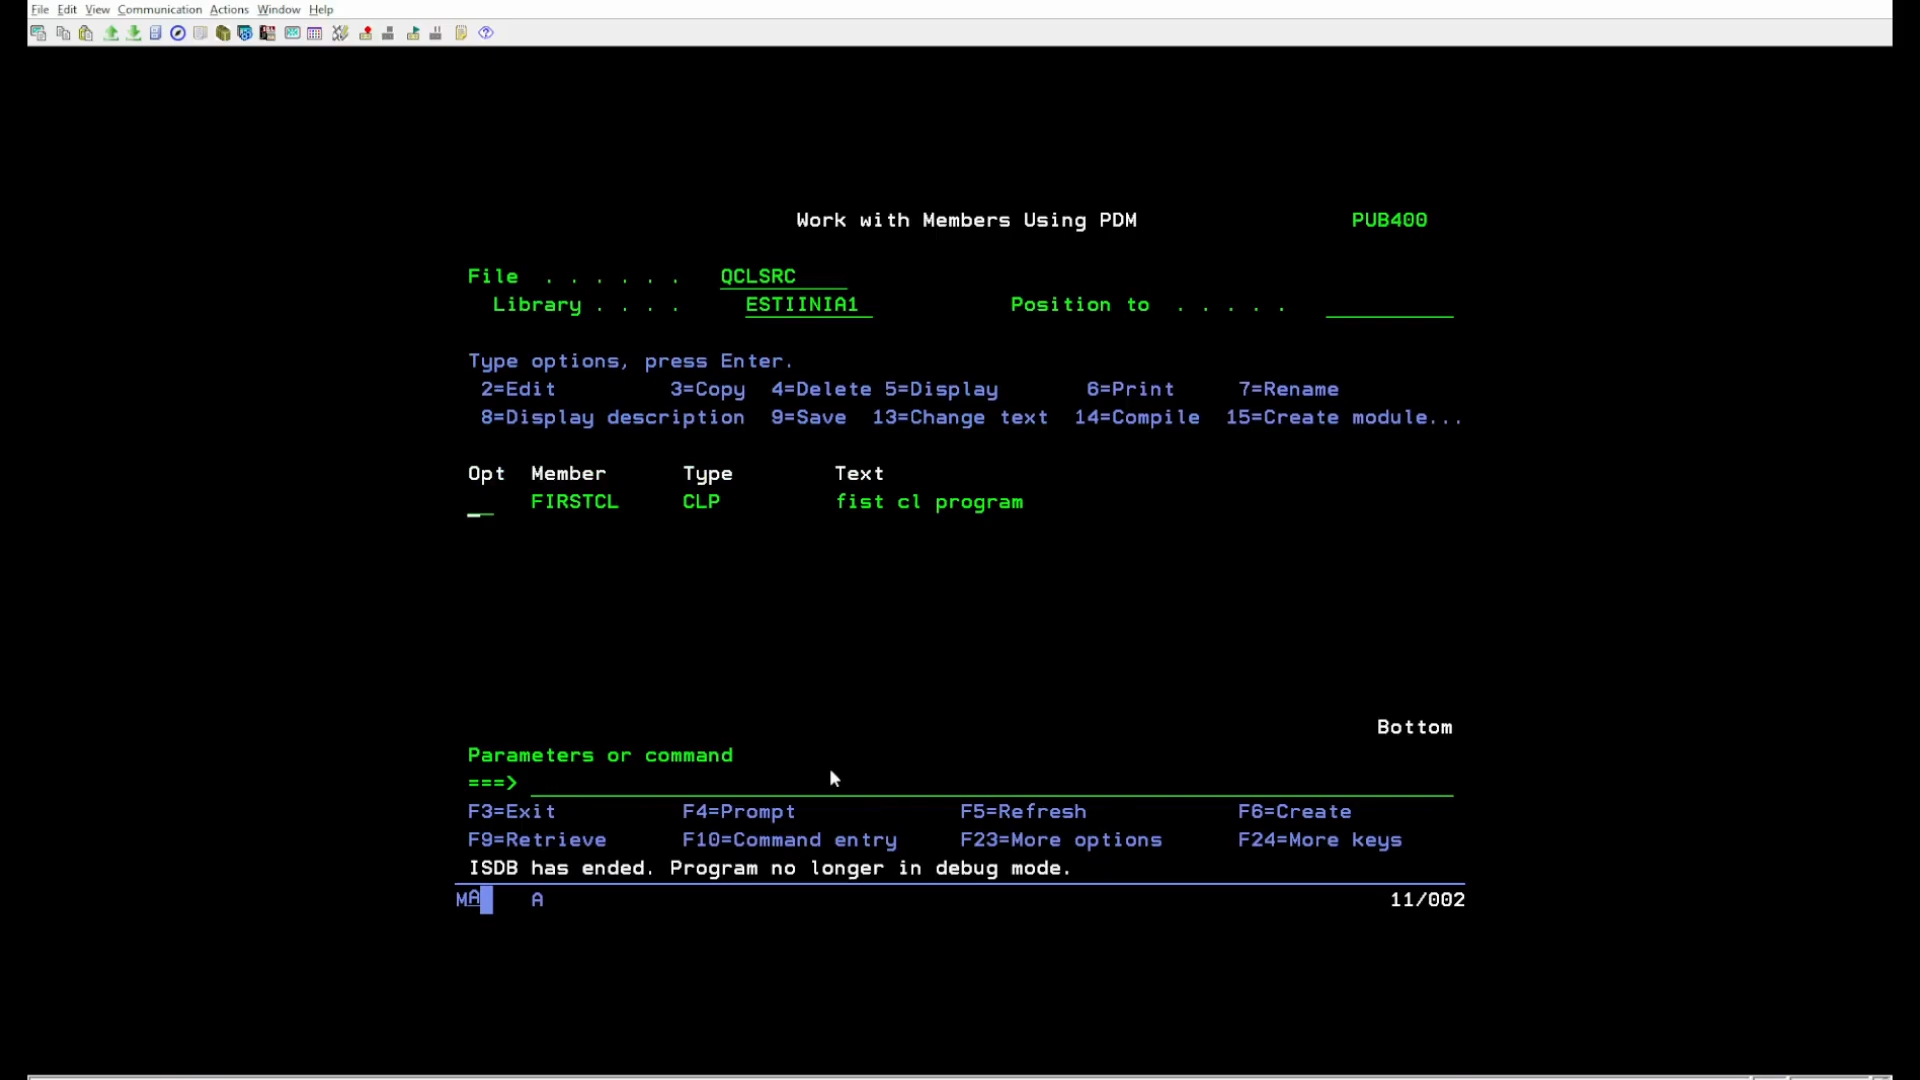 File Edit View Communication Actions Window Help
Work with Members Using PDM PUB400
File . . . . . . QCLSRC
Library . . . . ESTIINIA1 Position to . . . . .
Type options, press Enter.
2=Edit 3=Copy 4=Delete 5=Display 6=Print 7=Rename
8=Display description 9=Save 13=Change text 14=Compile 15=Create module...
Opt Member Type Text
FIRSTCL CLP fist cl program
Bottom
Parameters or command
===>
F3=Exit F4=Prompt F5=Refresh F6=Create
F9=Retrieve F10=Command entry F23=More options F24=More keys
ISDB has ended. Program no longer in debug mode.
MA A 11/002